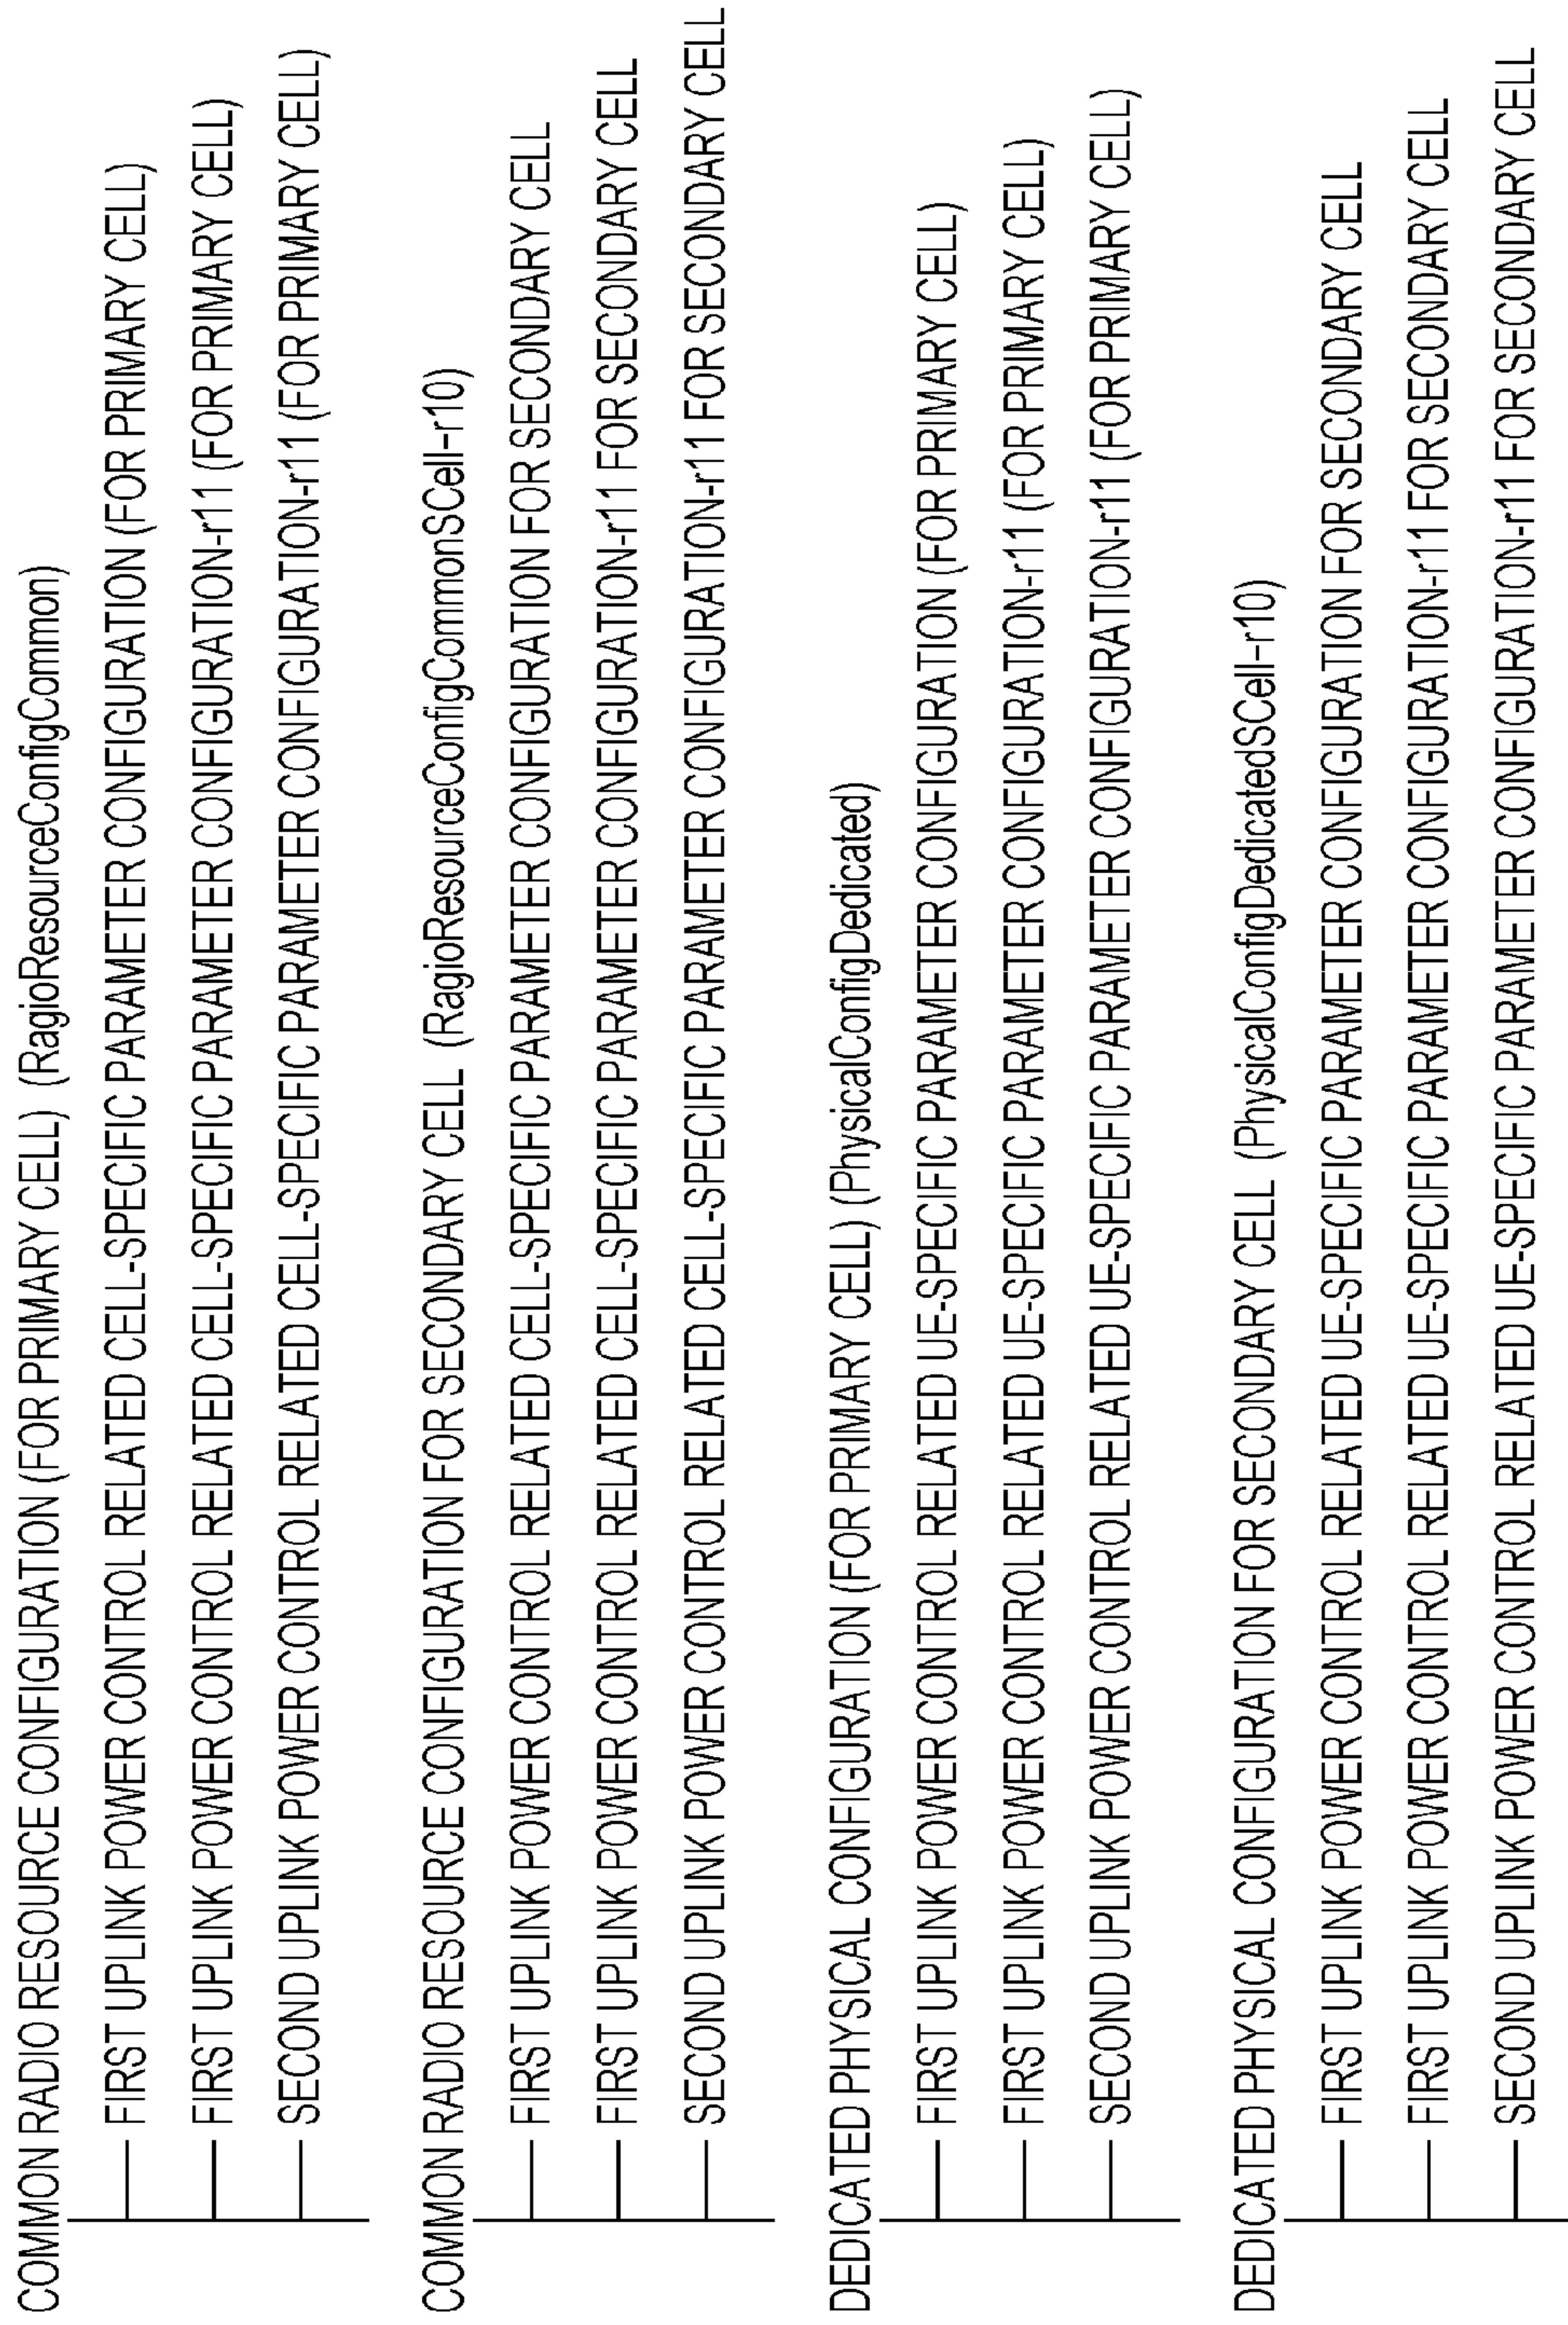 COMMON RADIO RESOURCE CONFIGURATION (FOR PRIMARY CELL) (RagioResourceConfigCommon)
FIRST UPLINK POWER CONTROL RELATED CELL-SPECIFIC PARAMETER CONFIGURATION (FOR PRIMARY CELL)
FIRST UPLINK POWER CONTROL RELATED CELL-SPECIFIC PARAMETER CONFIGURATION-r11 (FOR PRIMARY CELL)
SECOND UPLINK POWER CONTROL RELATED CELL-SPECIFIC PARAMETER CONFIGURATION-r11 (FOR PRIMARY CELL)
COMMON RADIO RESOURCE CONFIGURATION FOR SECONDARY CELL (RagioResourceConfigCommonSCell-r10)
FIRST UPLINK POWER CONTROL RELATED CELL-SPECIFIC PARAMETER CONFIGURATION FOR SECONDARY CELL
FIRST UPLINK POWER CONTROL RELATED CELL-SPECIFIC PARAMETER CONFIGURATION-r11 FOR SECONDARY CELL
SECOND UPLINK POWER CONTROL RELATED CELL-SPECIFIC PARAMETER CONFIGURATION-r11 FOR SECONDARY CELL
DEDICATED PHYSICAL CONFIGURATION (FOR PRIMARY CELL) (PhysicalConfigDedicated)
FIRST UPLINK POWER CONTROL RELATED UE-SPECIFIC PARAMETER CONFIGURATION (FOR PRIMARY CELL)
FIRST UPLINK POWER CONTROL RELATED UE-SPECIFIC PARAMETER CONFIGURATION-r11 (FOR PRIMARY CELL)
SECOND UPLINK POWER CONTROL RELATED UE-SPECIFIC PARAMETER CONFIGURATION-r11 (FOR PRIMARY CELL)
DEDICATED PHYSICAL CONFIGURATION FOR SECONDARY CELL (PhysicalConfigDedicatedSCell-r10)
FIRST UPLINK POWER CONTROL RELATED UE-SPECIFIC PARAMETER CONFIGURATION FOR SECONDARY CELL
FIRST UPLINK POWER CONTROL RELATED UE-SPECIFIC PARAMETER CONFIGURATION-r11 FOR SECONDARY CELL
SECOND UPLINK POWER CONTROL RELATED UE-SPECIFIC PARAMETER CONFIGURATION-r11 FOR SECONDARY CELL